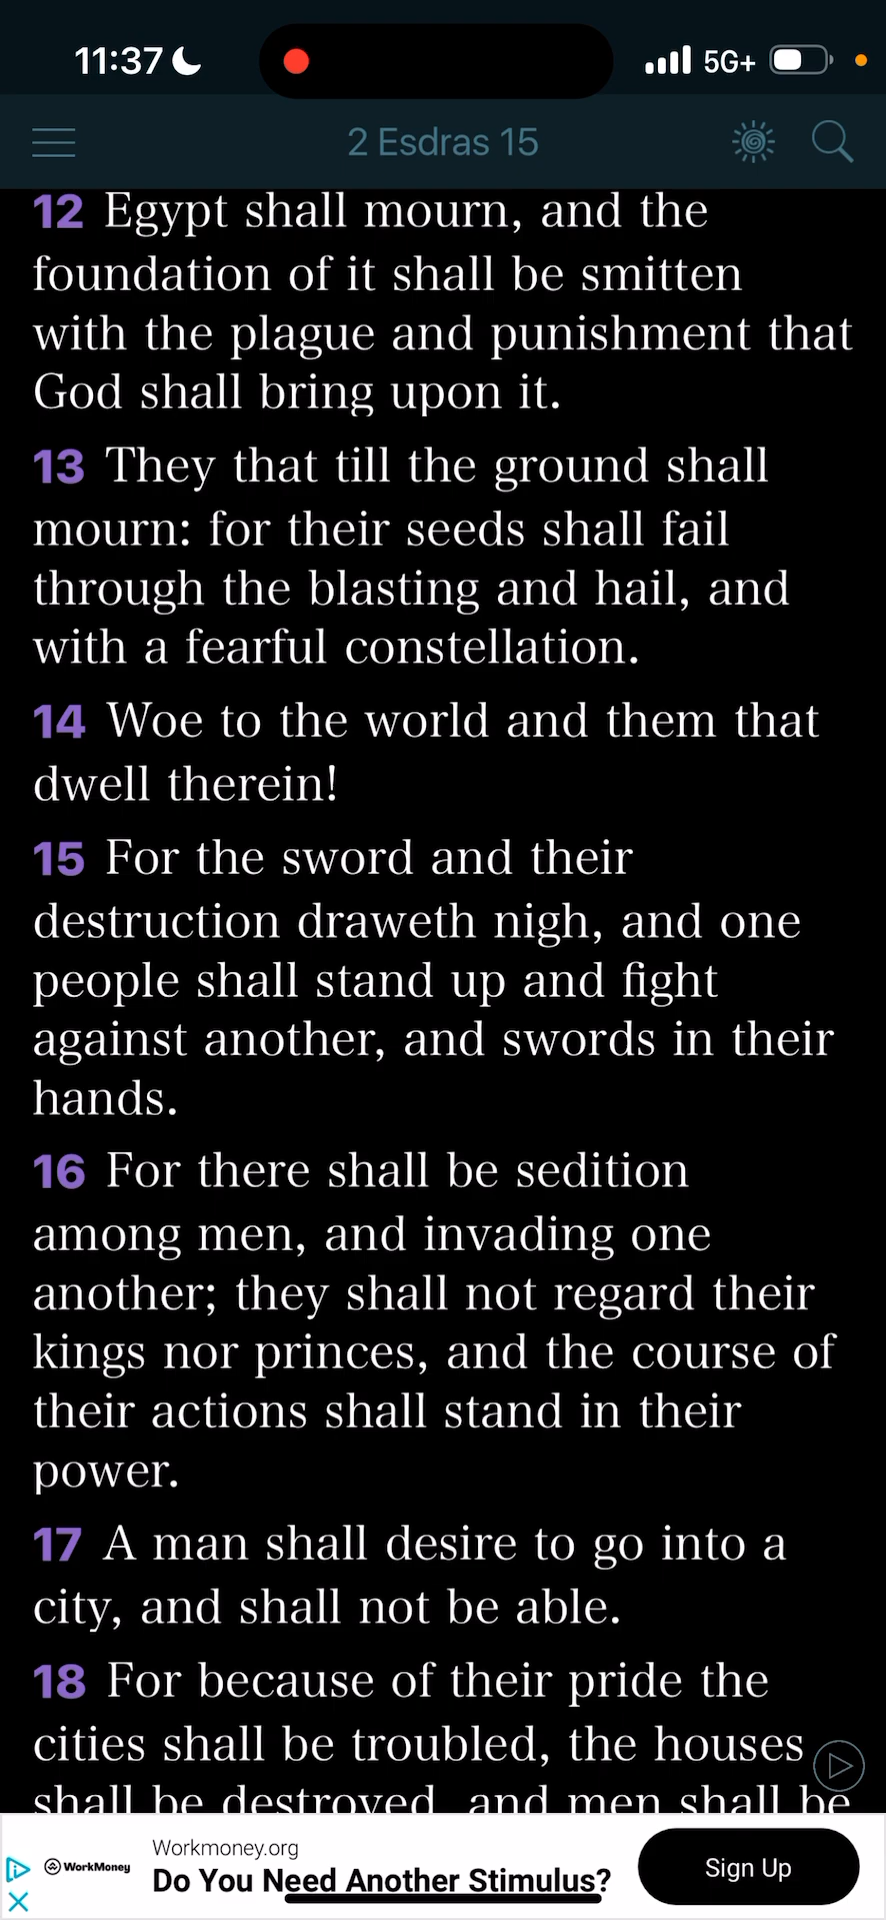 11:37
5G+
2 Esdras 15
12 Egypt shall mourn, and the
foundation of it shall be smitten
with the plague and punishment that
God shall bring upon it.
13 They that till the ground shall
mourn: for their seeds shall fail
through the blasting and hail, and
with a fearful constellation.
14 Woe to the world and them that
dwell therein!
15 For the sword and their
destruction draweth nigh, and one
people shall stand up and fight
against another, and swords in their
hands.
16 For there shall be sedition
among men, and invading one
another; they shall not regard their
kings nor princes, and the course of
their actions shall stand in their
power.
17 A man shall desire to go into a
city, and shall not be able.
18 For because of their pride the
cities shall be troubled, the houses
shall be destroyed, and men shall be
WorkMoney
Workmoney.org
Do You Need Another Stimulus?
Sign Up